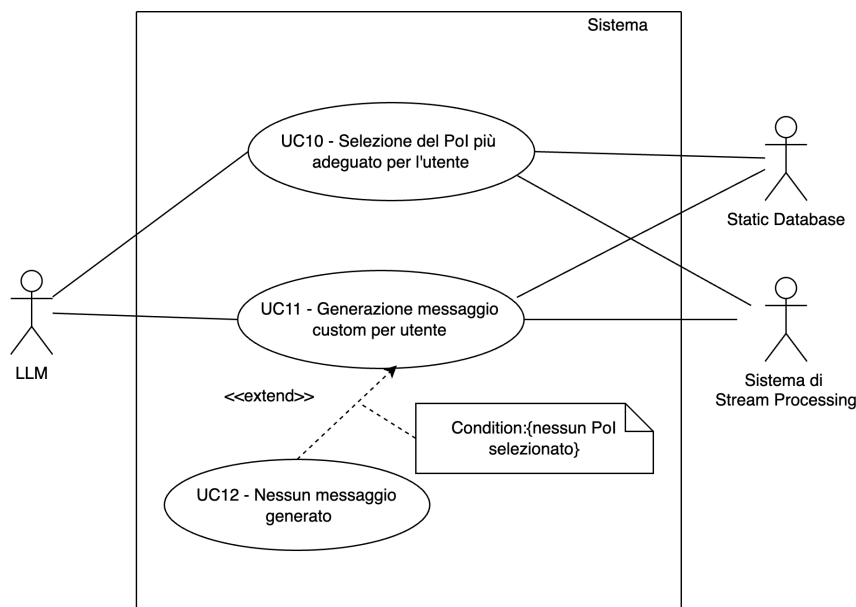 Sistema
UC10 - Selezione del PoI più
adeguato per l'utente
Static Database
UC11 - Generazione messaggio
custom per utente
LLM
Sistema di
Stream Processing
<<extend>>
Condition:{nessun PoI
selezionato}
UC12 - Nessun messaggio
generato